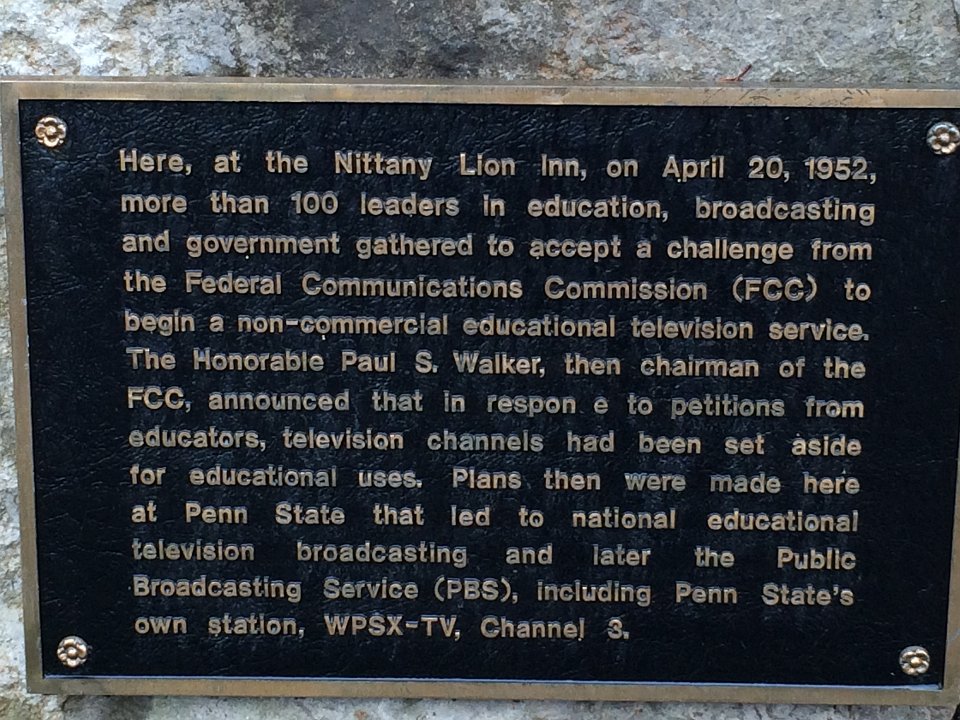 Here, at the Nittany Lion Inn, on April 20, 1952,
more than 100 leaders in education, broadcasting
and government gathered to accept a challenge from
the Federal Communications Commission (FCC) to
begin a non-commercial educational television service.
The Honorable Paul S. Walker, then chairman of the
FCC, announced that in respon e to petitions from
educators, television channels had been set aside
for educational uses. Plans then were made here
at Penn State that led to national educational
television broadcasting and later the Public
Broadcasting Service (PBS), including Penn State's
own station, WPSX-TV, Channel 3.